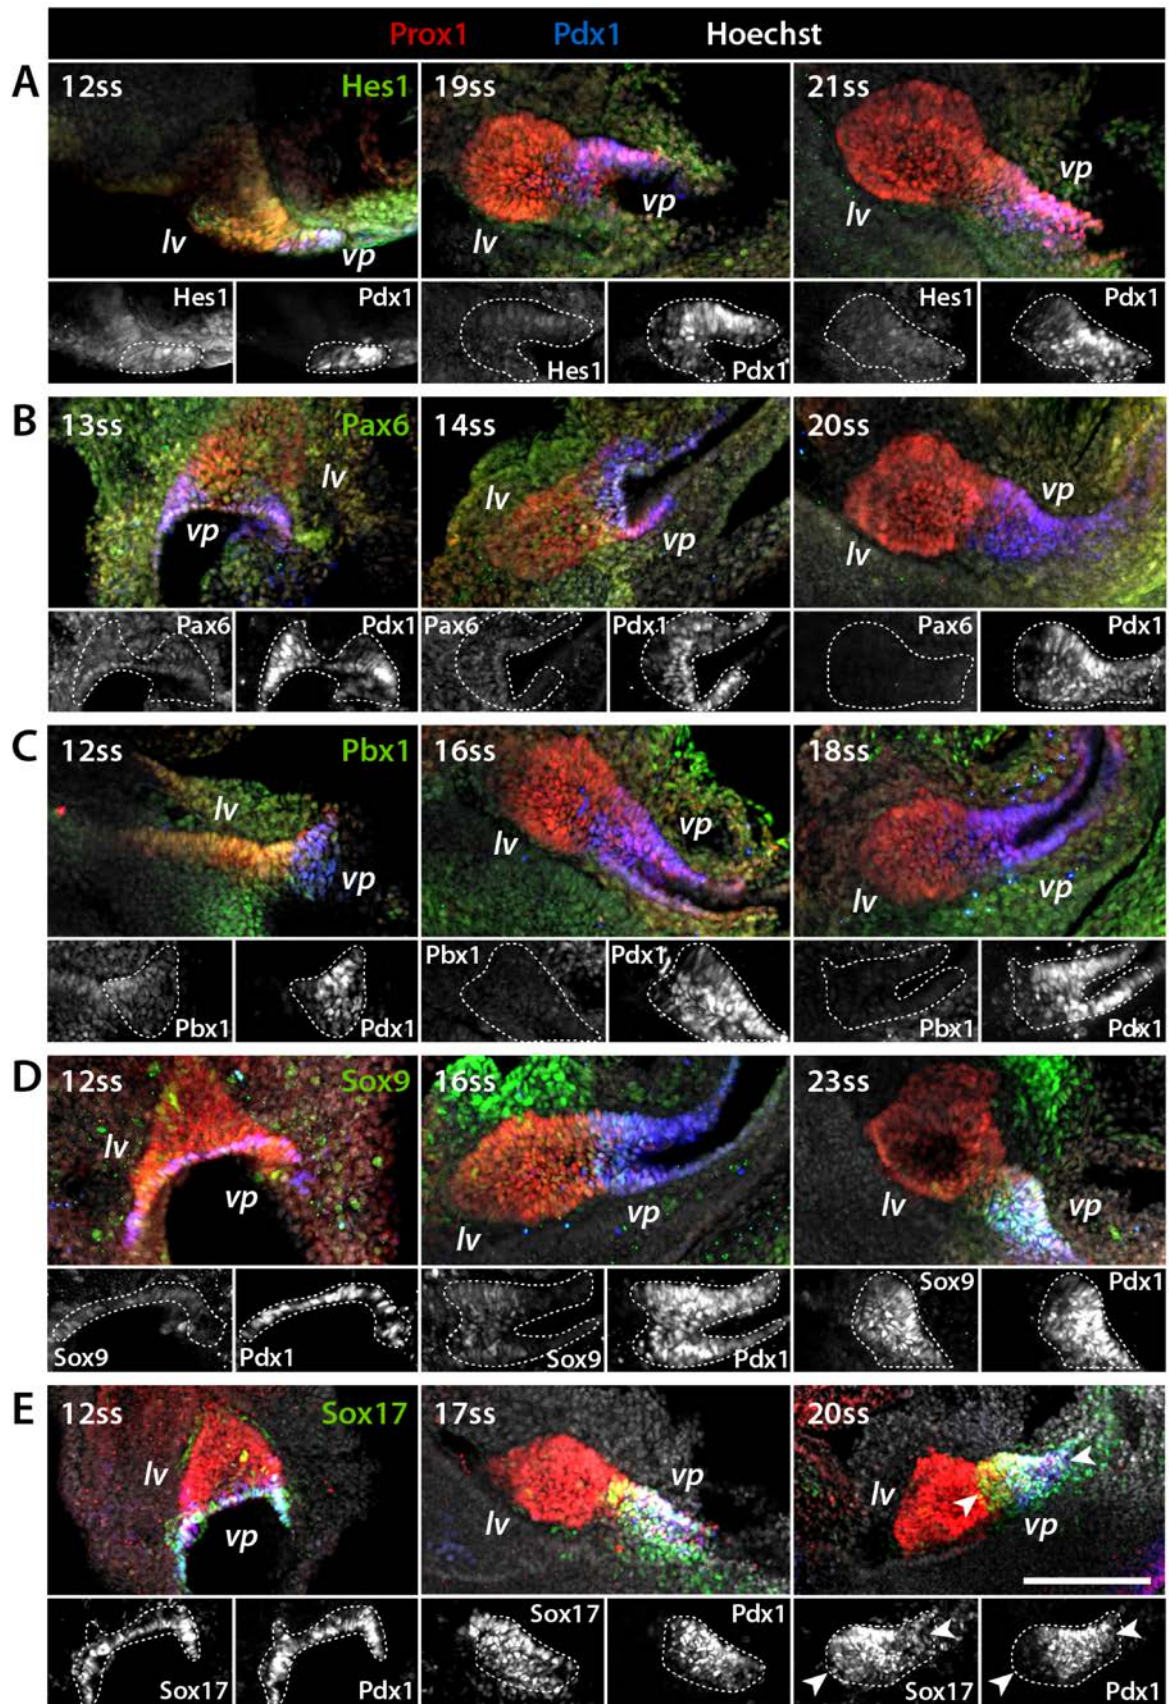 Prox1 Pdx1 Hoechst
A
12ss Hes1 19ss 21ss
lv vp lv vp lv vp
Hes1 Pdx1 Hes1 Pdx1 Hes1 Pdx1
B
13ss Pax6 14ss 20ss
lv vp lv vp lv vp
Pax6 Pdx1 Pax6 Pdx1 Pax6 Pdx1
C
12ss Pbx1 16ss 18ss
lv vp lv vp lv vp
Pbx1 Pdx1 Pbx1 Pdx1 Pbx1 Pdx1
D
12ss Sox9 16ss 23ss
lv vp lv vp lv vp
Sox9 Pdx1 Sox9 Pdx1 Sox9 Pdx1
E
12ss Sox17 17ss 20ss
lv vp lv vp lv vp
Sox17 Pdx1 Sox17 Pdx1 Sox17 Pdx1